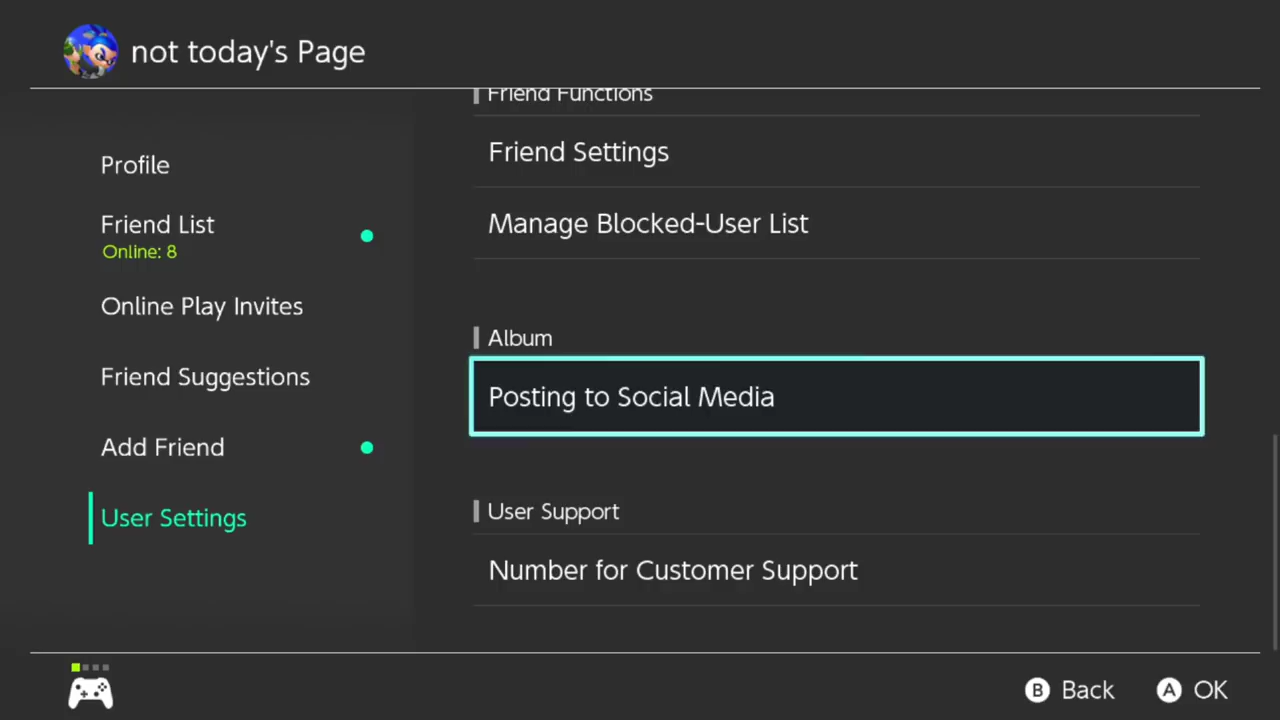 not today's Page
Profile
Friend List
Online: 8
Online Play Invites
Friend Suggestions
Add Friend
User Settings
Friend Functions
Friend Settings
Manage Blocked-User List
Album
Posting to Social Media
User Support
Number for Customer Support
B Back
A OK